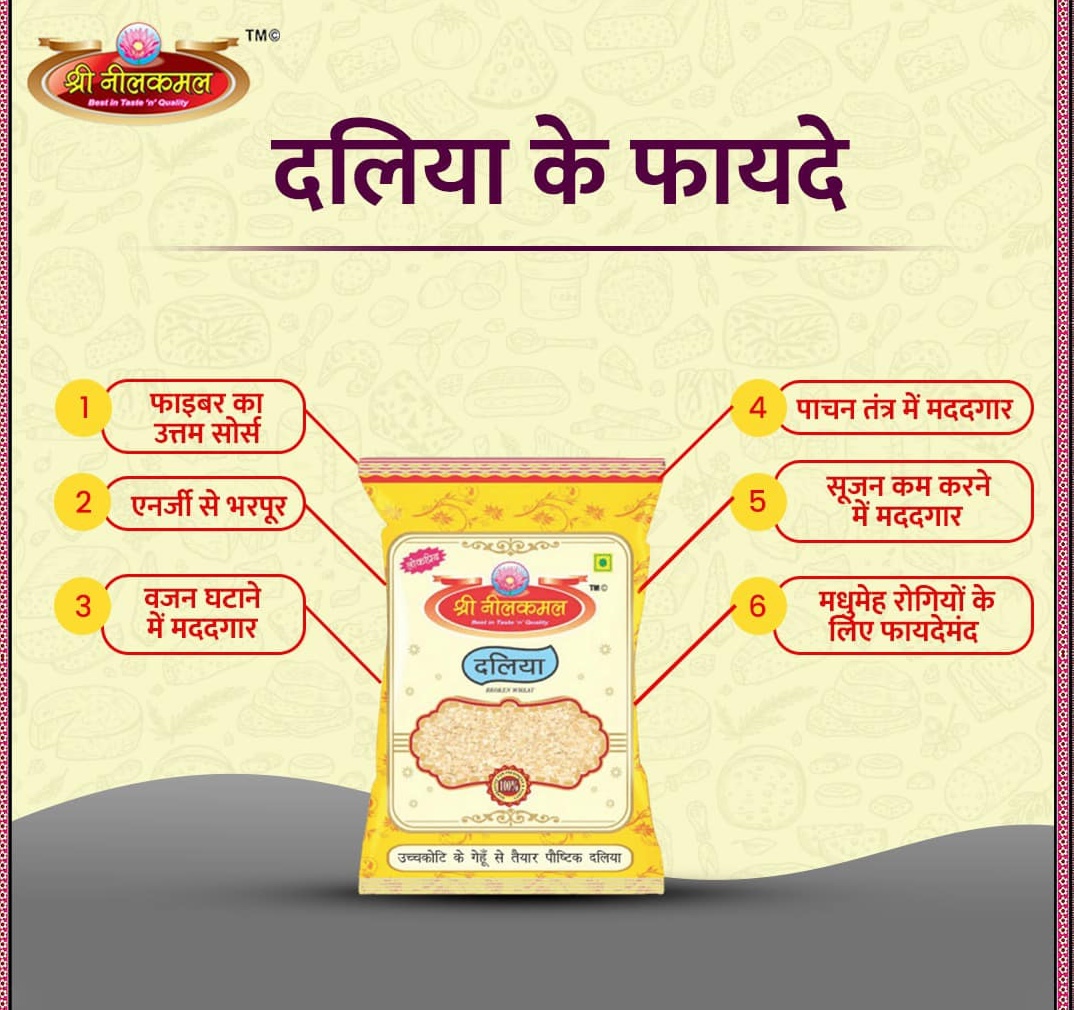 TM©
श्री नीलकमल
Best in Taste 'n' Quality
दलिया के फायदे
1
फाइबर का
उत्तम सोर्स
2
एनर्जी से भरपूर
3
वजन घटाने
में मददगार
4
पाचन तंत्र में मददगार
5
सूजन कम करने
में मददगार
6
मधुमेह रोगियों के
लिए फायदेमंद
लोकप्रिय
TM©
श्री नीलकमल
Best in Taste 'n' Quality
दलिया
BROKEN WHEAT
100%
उच्चकोटि के गेहूँ से तैयार पौष्टिक दलिया